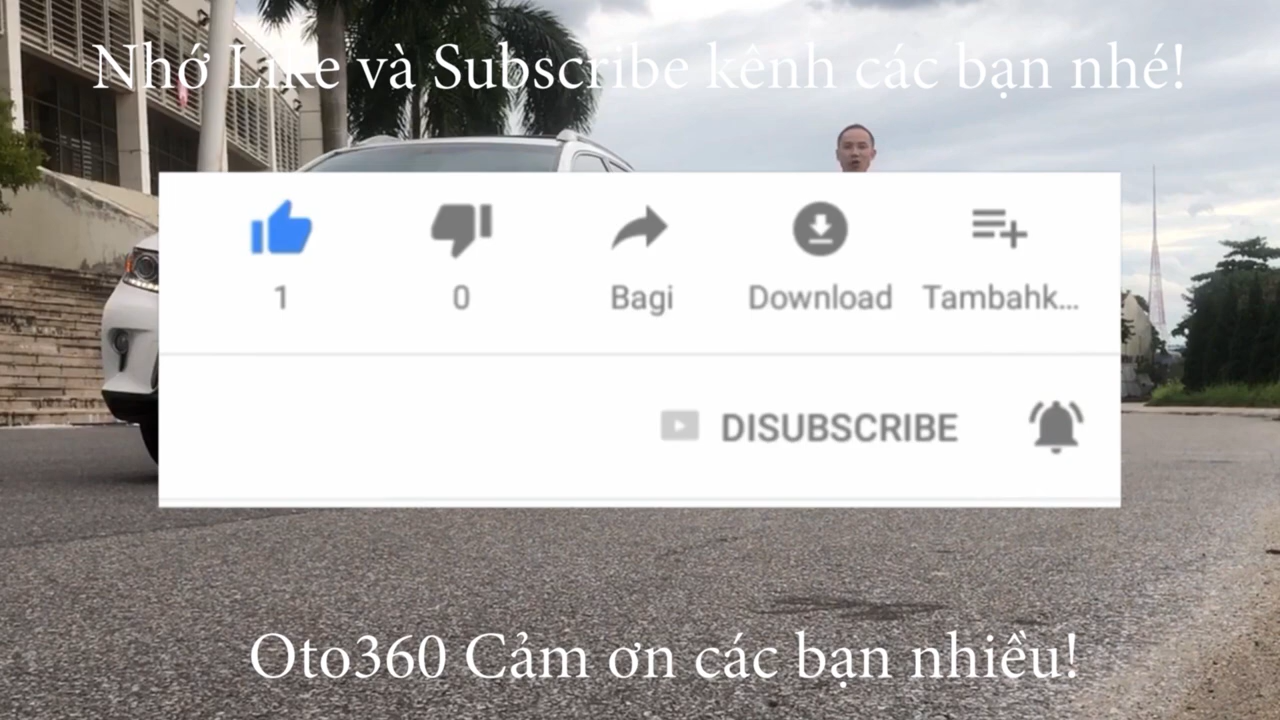 Nhớ Like và Subscribe kênh các bạn nhé!
1 0 Bagi Download Tambahk...
DISUBSCRIBE
Oto360 Cảm ơn các bạn nhiều!